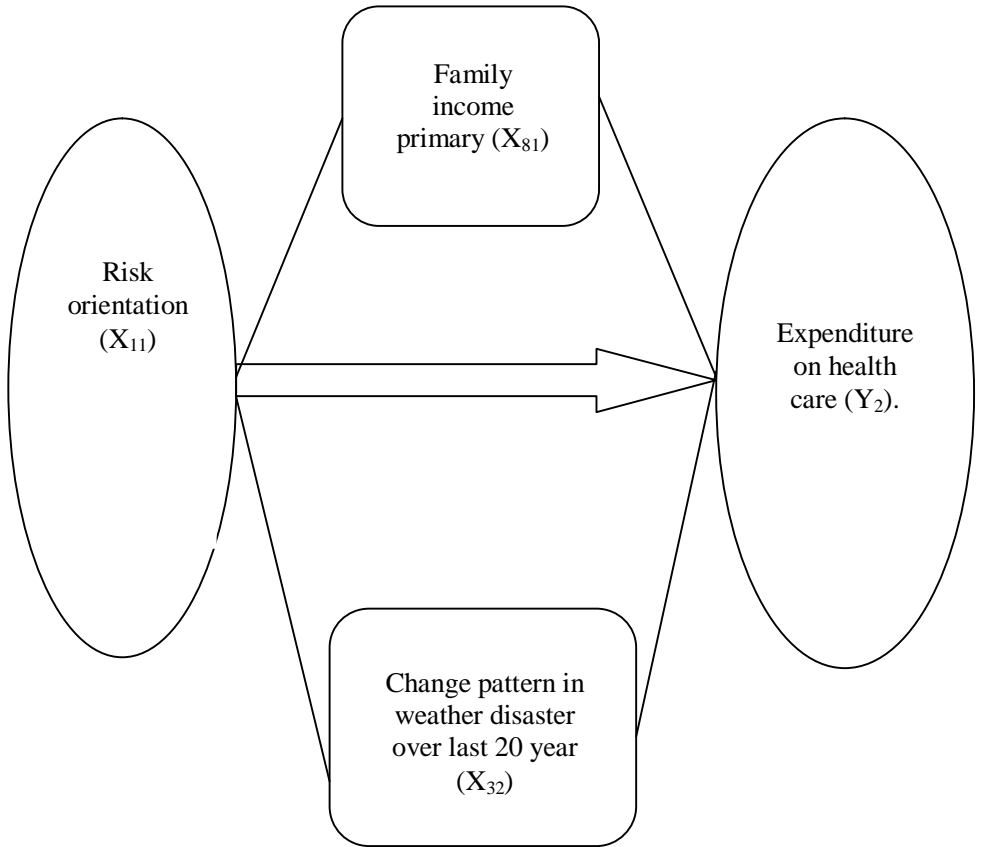 Family
income
primary (X₈₁)
Risk
orientation
(X₁₁)
Expenditure
on health
care (Y₂).
Change pattern in
weather disaster
over last 20 year
(X₃₂)